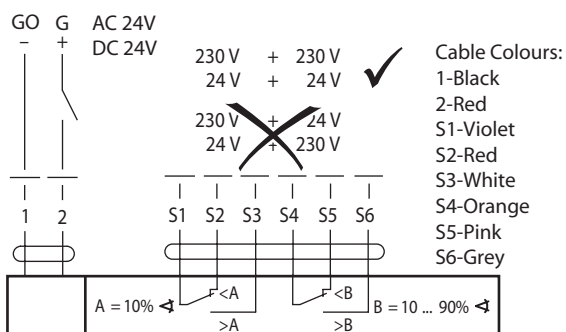 GO G AC 24V
– + DC 24V
230 V + 230 V
24 V + 24 V
230 V + 24 V
24 V + 230 V
Cable Colours:
1-Black
2-Red
S1-Violet
S2-Red
S3-White
S4-Orange
S5-Pink
S6-Grey
1 2 S1 S2 S3 S4 S5 S6
A = 10% <A >A <B >B B = 10 ... 90%